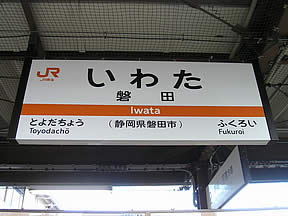 JR
いわた
磐田
Iwata
とよだちょう
Toyodachō
(静岡県磐田市)
ふくろい
Fukuroi